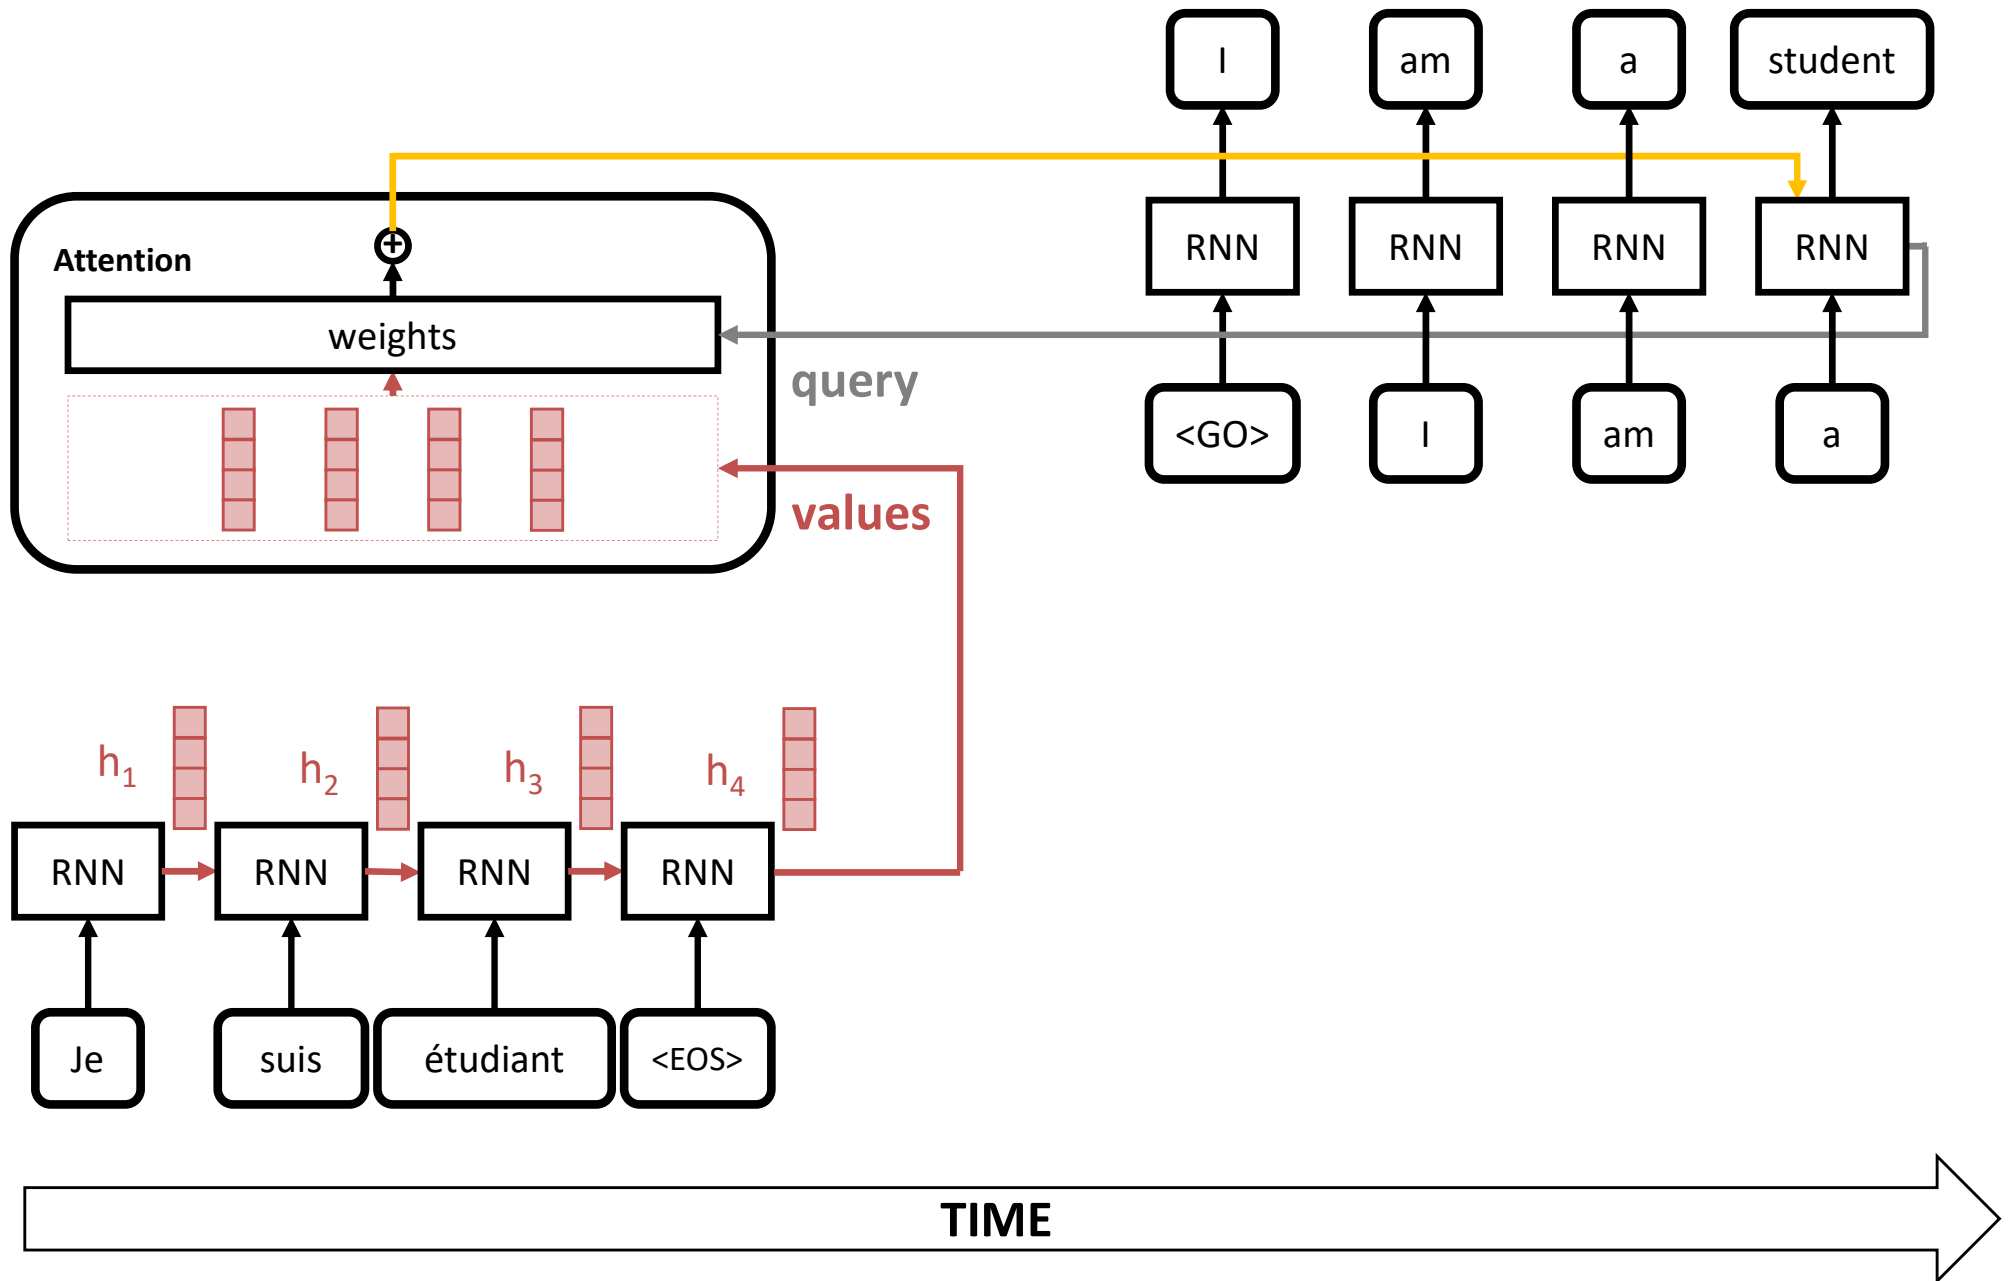 I am a student
Attention
RNN RNN RNN RNN
+
weights
query
<GO> I am a
values
h₁ h₂ h₃ h₄
RNN RNN RNN RNN
Je suis étudiant <EOS>
TIME